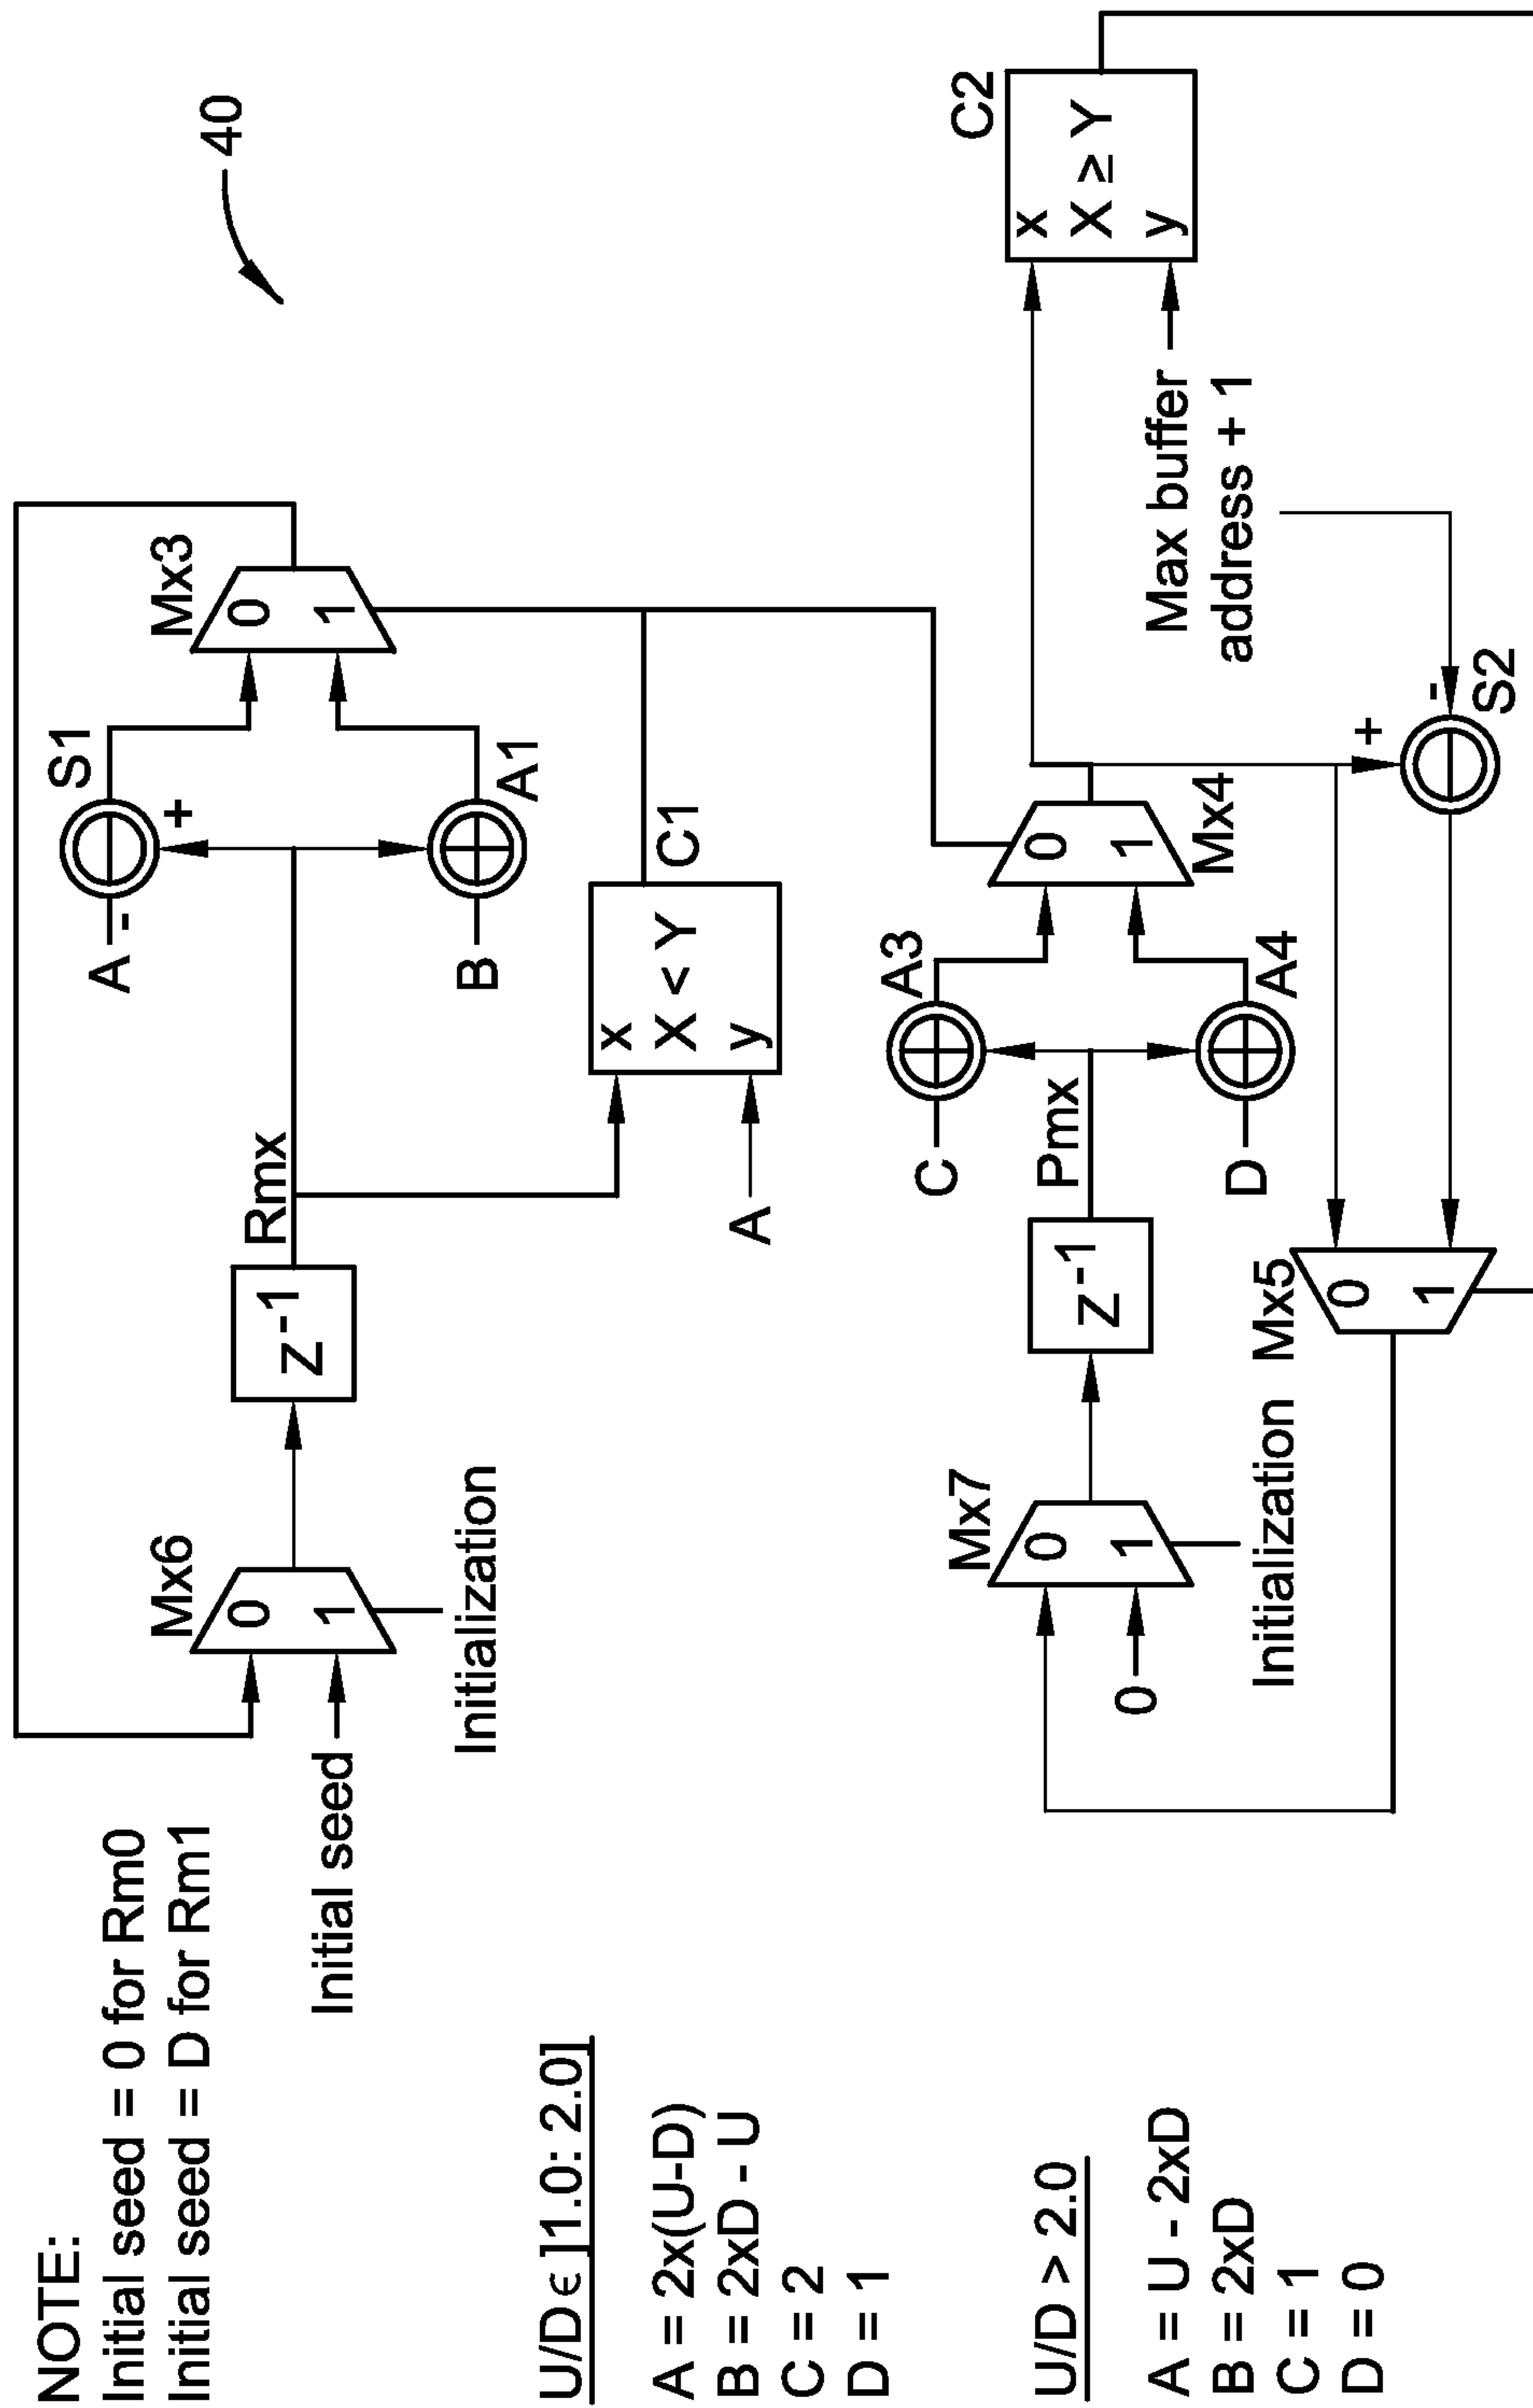 NOTE:
Initial seed = 0 for Rm0
Initial seed = D for Rm1
Initial seed
Mx6
0
1
Initialization
Z-1
Rmx
A -
S1
+
B
A1
Mx3
0
1
40
x
X < Y
y
C1
A
U/D ϵ ]1.0: 2.0]
A = 2x(U-D)
B = 2xD - U
C = 2
D = 1
U/D > 2.0
A = U - 2xD
B = 2xD
C = 1
D = 0
0
Mx7
0
1
Initialization
Z-1
Pmx
C
A3
D
A4
0
1
Mx4
Mx5
0
1
+
-
S2
Max buffer
address + 1
x
X ≥ Y
y
C2